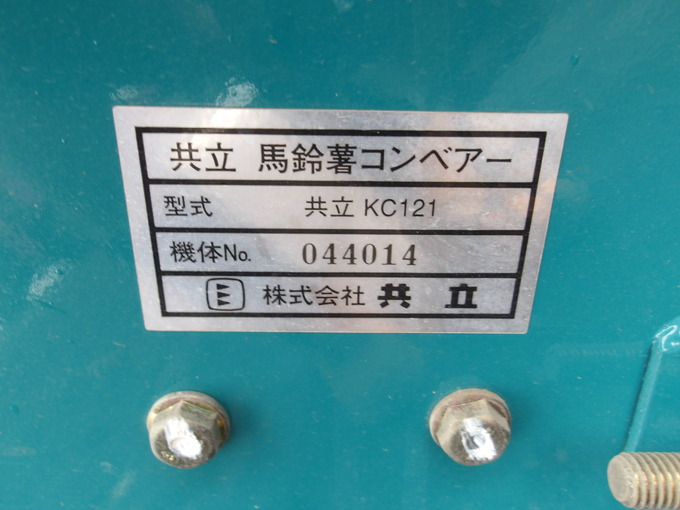 共立 馬鈴薯コンベアー
型式 共立 KC121
機体No. 044014
株式会社 共立